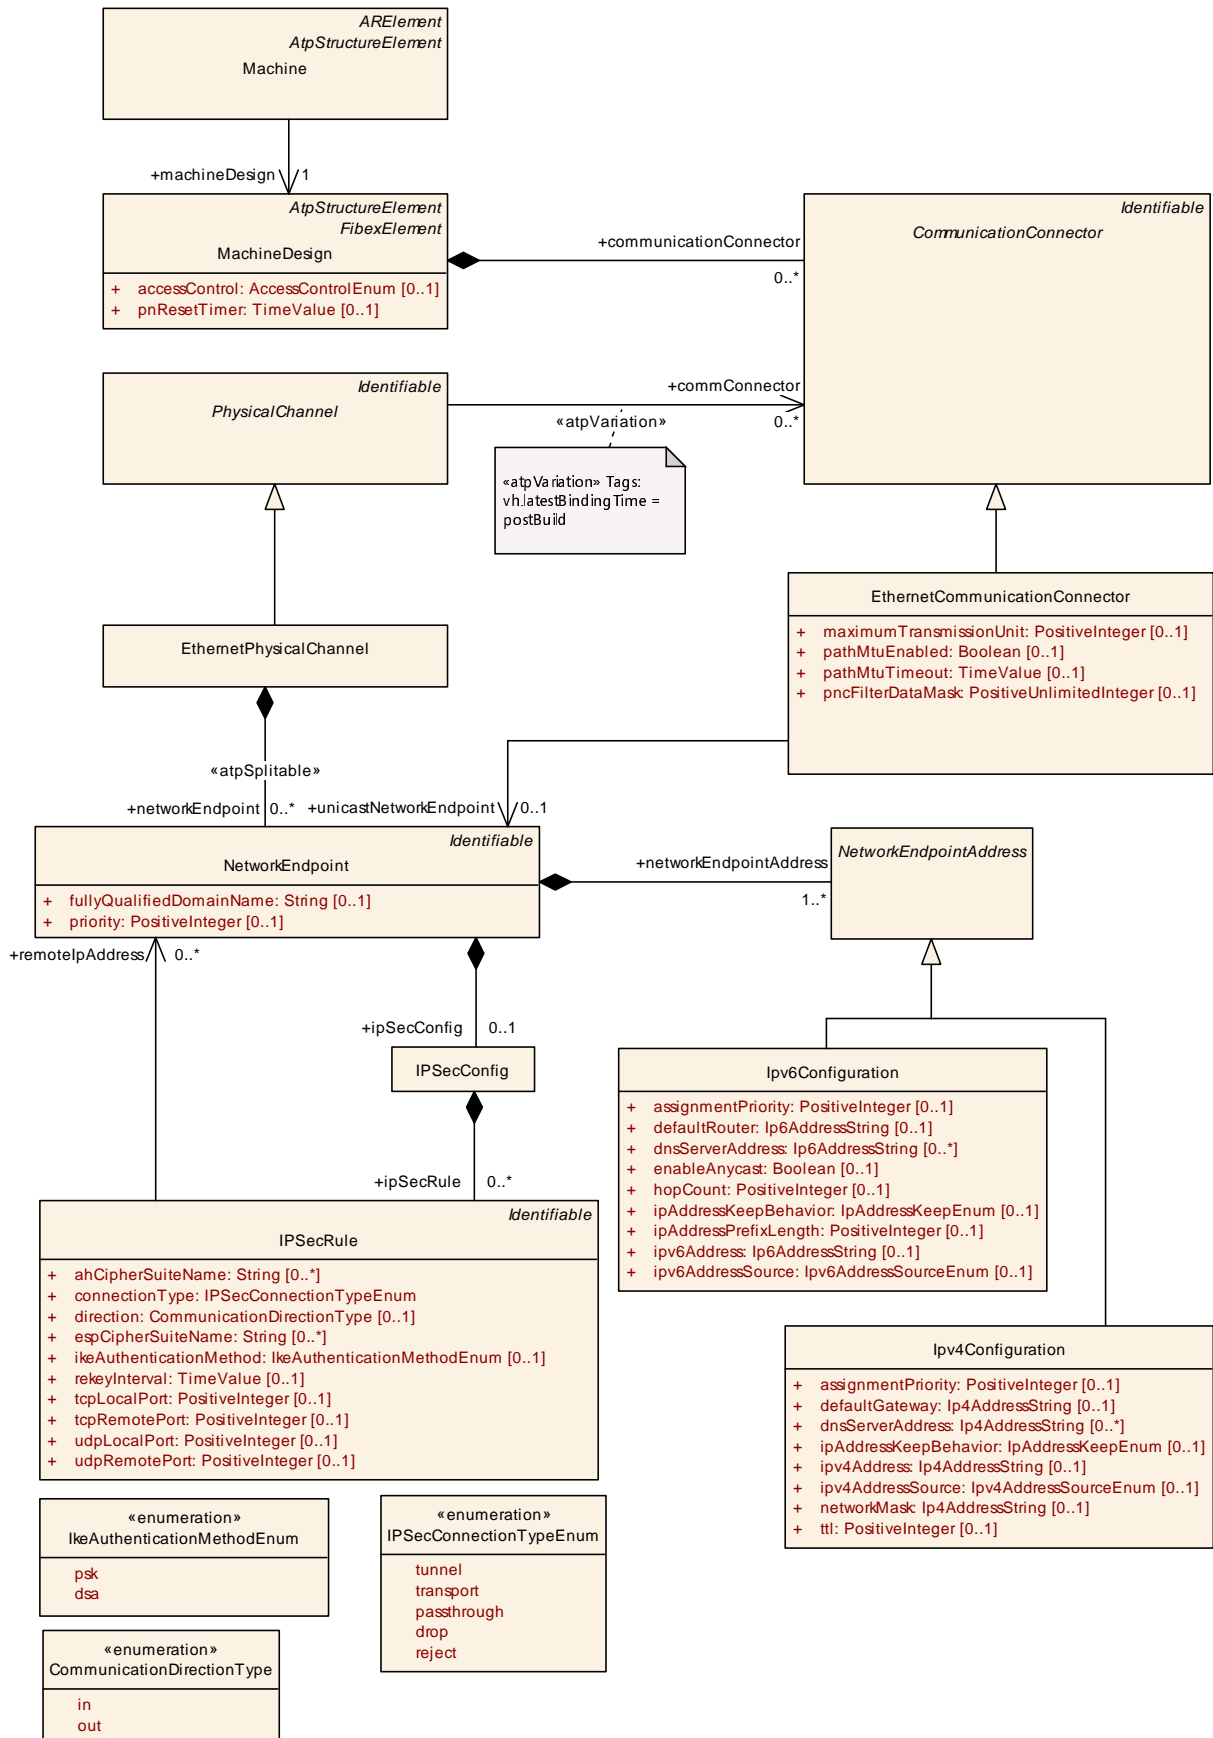 ARElement
AtpStructureElement
Machine
+machineDesign 1
AtpStructureElement
FibexElement
MachineDesign
+ accessControl: AccessControlEnum [0..1]
+ pnResetTimer: TimeValue [0..1]
+communicationConnector
0..*
Identifiable
CommunicationConnector
Identifiable
PhysicalChannel
+commConnector
«atpVariation» 0..*
«atpVariation» Tags:
vh.latestBindingTime =
postBuild
EthernetCommunicationConnector
+ maximumTransmissionUnit: PositiveInteger [0..1]
+ pathMtuEnabled: Boolean [0..1]
+ pathMtuTimeout: TimeValue [0..1]
+ pncFilterDataMask: PositiveUnlimitedInteger [0..1]
EthernetPhysicalChannel
«atpSplitable»
+networkEndpoint 0..* +unicastNetworkEndpoint 0..1
Identifiable
NetworkEndpoint
+ fullyQualifiedDomainName: String [0..1]
+ priority: PositiveInteger [0..1]
+networkEndpointAddress
1..*
NetworkEndpointAddress
+remoteIpAddress 0..*
+ipSecConfig 0..1
IPSecConfig
+ipSecRule 0..*
Ipv6Configuration
+ assignmentPriority: PositiveInteger [0..1]
+ defaultRouter: Ip6AddressString [0..1]
+ dnsServerAddress: Ip6AddressString [0..*]
+ enableAnycast: Boolean [0..1]
+ hopCount: PositiveInteger [0..1]
+ ipAddressKeepBehavior: IpAddressKeepEnum [0..1]
+ ipAddressPrefixLength: PositiveInteger [0..1]
+ ipv6Address: Ip6AddressString [0..1]
+ ipv6AddressSource: Ipv6AddressSourceEnum [0..1]
Identifiable
IPSecRule
+ ahCipherSuiteName: String [0..*]
+ connectionType: IPSecConnectionTypeEnum
+ direction: CommunicationDirectionType [0..1]
+ espCipherSuiteName: String [0..*]
+ ikeAuthenticationMethod: IkeAuthenticationMethodEnum [0..1]
+ rekeyInterval: TimeValue [0..1]
+ tcpLocalPort: PositiveInteger [0..1]
+ tcpRemotePort: PositiveInteger [0..1]
+ udpLocalPort: PositiveInteger [0..1]
+ udpRemotePort: PositiveInteger [0..1]
Ipv4Configuration
+ assignmentPriority: PositiveInteger [0..1]
+ defaultGateway: Ip4AddressString [0..1]
+ dnsServerAddress: Ip4AddressString [0..*]
+ ipAddressKeepBehavior: IpAddressKeepEnum [0..1]
+ ipv4Address: Ip4AddressString [0..1]
+ ipv4AddressSource: Ipv4AddressSourceEnum [0..1]
+ networkMask: Ip4AddressString [0..1]
+ ttl: PositiveInteger [0..1]
«enumeration»
IkeAuthenticationMethodEnum
psk
dsa
«enumeration»
IPSecConnectionTypeEnum
tunnel
transport
passthrough
drop
reject
«enumeration»
CommunicationDirectionType
in
out